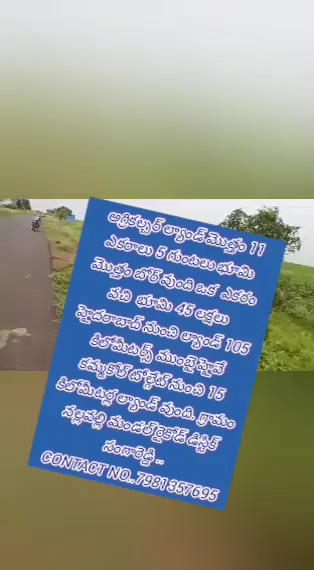 అగ్రికల్చర్ ల్యాండ్ మొత్తం 11
ఎకరాలు 5 గుంటలు భూమి
మొత్తం బోర్ వుంది ఒక ఎకరం
వచి భూమి 45 లక్షలు
హైదరాబాద్ నుంచి ల్యాండ్ 105
కిలోమీటర్స్ ముంబై హైవే
కమ్మకోల్ టోల్గేట్ నుంచి 15
కిలోమీటర్ల ల్యాండ్ వుంది. గ్రామం
నల్లవల్లి మండల్ రైకోడ్ డిస్ట్రిక్
సంగారెడ్డి ..
CONTACT NO..7981357695